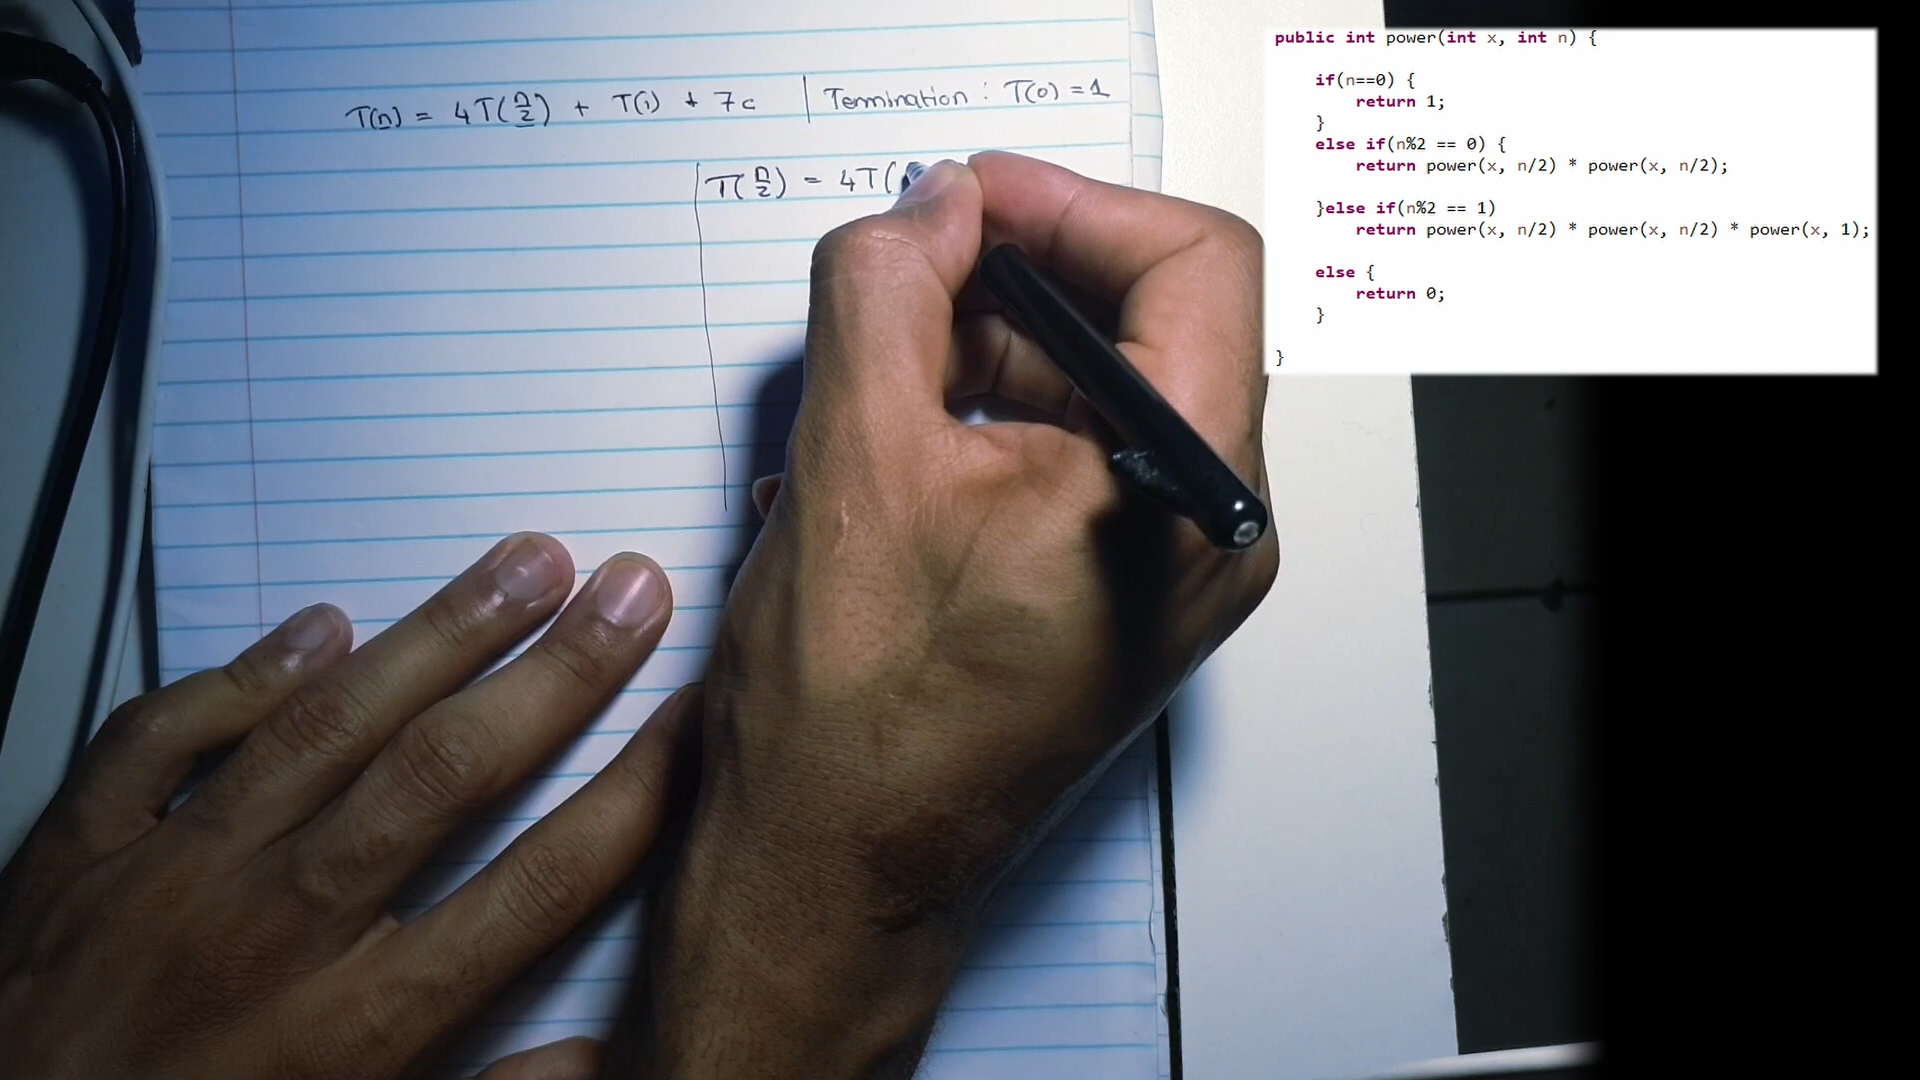 T(n) = 4T(n/2) + T(1) + 7c | Termination : T(0) = 1
T(n/2) = 4T(
public int power(int x, int n) {
if(n==0) {
return 1;
}
else if(n%2 == 0) {
return power(x, n/2) * power(x, n/2);
}else if(n%2 == 1)
return power(x, n/2) * power(x, n/2) * power(x, 1);
else {
return 0;
}
}